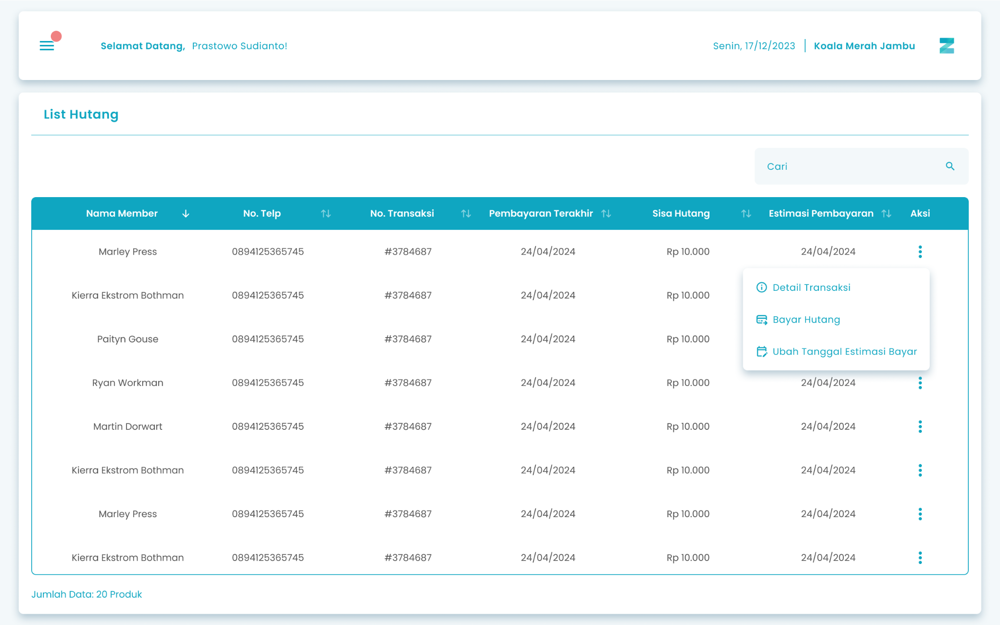 Selamat Datang, Prastowo Sudianto!
Senin, 17/12/2023 Koala Merah Jambu
List Hutang
Cari
Nama Member No. Telp No. Transaksi Pembayaran Terakhir Sisa Hutang Estimasi Pembayaran Aksi
Marley Press 0894125365745 #3784687 24/04/2024 Rp 10.000 24/04/2024
Kierra Ekstrom Bothman 0894125365745 #3784687 24/04/2024 Rp 10.000
Paityn Gouse 0894125365745 #3784687 24/04/2024 Rp 10.000
Detail Transaksi
Bayar Hutang
Ubah Tanggal Estimasi Bayar
Ryan Workman 0894125365745 #3784687 24/04/2024 Rp 10.000 24/04/2024
Martin Dorwart 0894125365745 #3784687 24/04/2024 Rp 10.000 24/04/2024
Kierra Ekstrom Bothman 0894125365745 #3784687 24/04/2024 Rp 10.000 24/04/2024
Marley Press 0894125365745 #3784687 24/04/2024 Rp 10.000 24/04/2024
Kierra Ekstrom Bothman 0894125365745 #3784687 24/04/2024 Rp 10.000 24/04/2024
Jumlah Data: 20 Produk